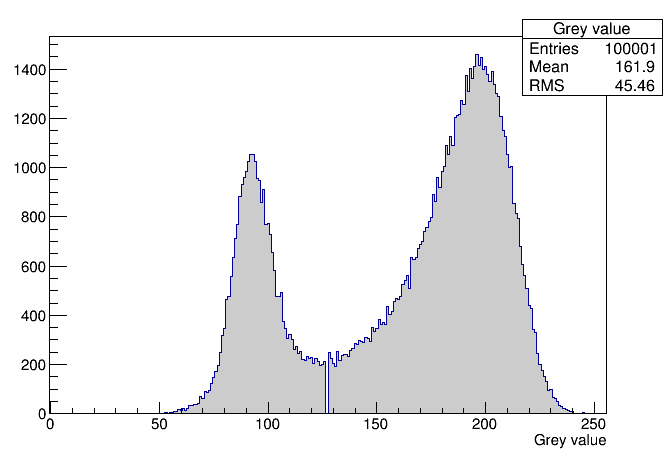 Grey value
Entries 100001
Mean 161.9
RMS 45.46
1400
1200
1000
800
600
400
200
0
0 50 100 150 200 250
Grey value